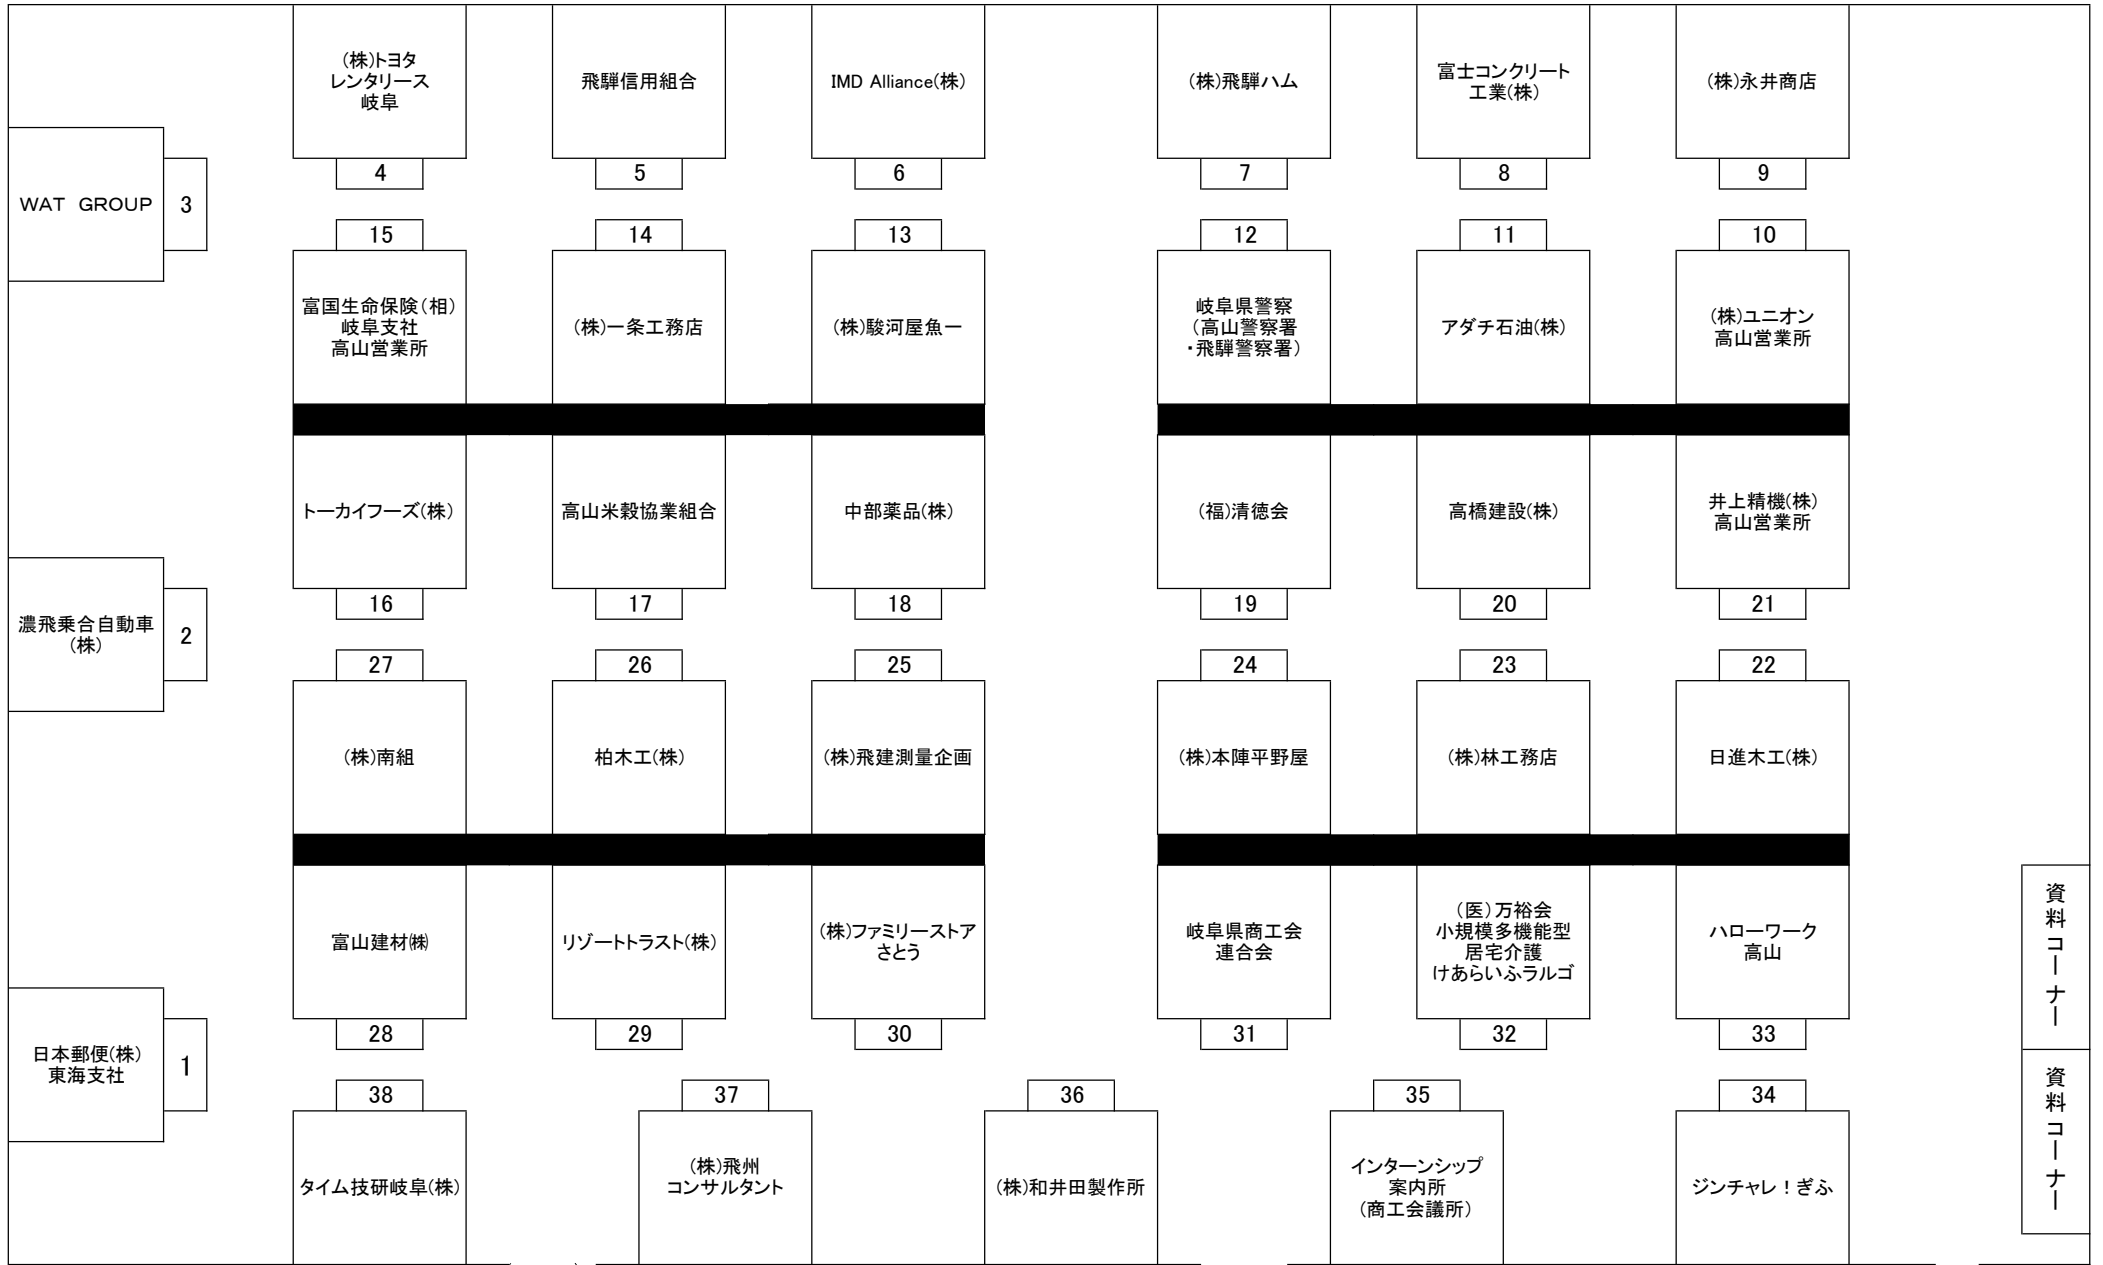 (株)トヨタ
レンタリース
岐阜
飛騨信用組合
IMD Alliance(株)
(株)飛騨ハム
富士コンクリート
工業(株)
(株)永井商店
4
5
6
7
8
9
WAT GROUP
3
15
14
13
12
11
10
富国生命保険(相)
岐阜支社
高山営業所
(株)一条工務店
(株)駿河屋魚一
岐阜県警察
(高山警察署
・飛騨警察署)
アダチ石油(株)
(株)ユニオン
高山営業所
トーカイフーズ(株)
高山米穀協業組合
中部薬品(株)
(福)清徳会
高橋建設(株)
井上精機(株)
高山営業所
16
17
18
19
20
21
濃飛乗合自動車
(株)
2
27
26
25
24
23
22
(株)南組
柏木工(株)
(株)飛建測量企画
(株)本陣平野屋
(株)林工務店
日進木工(株)
富山建材㈱
リゾートトラスト(株)
(株)ファミリーストア
さとう
岐阜県商工会
連合会
(医)万裕会
小規模多機能型
居宅介護
けあらいふラルゴ
ハローワーク
高山
資料コーナー
28
29
30
31
32
33
日本郵便(株)
東海支社
1
38
37
36
35
34
資料コーナー
タイム技研岐阜(株)
(株)飛州
コンサルタント
(株)和井田製作所
インターンシップ
案内所
(商工会議所)
ジンチャレ！ぎふ